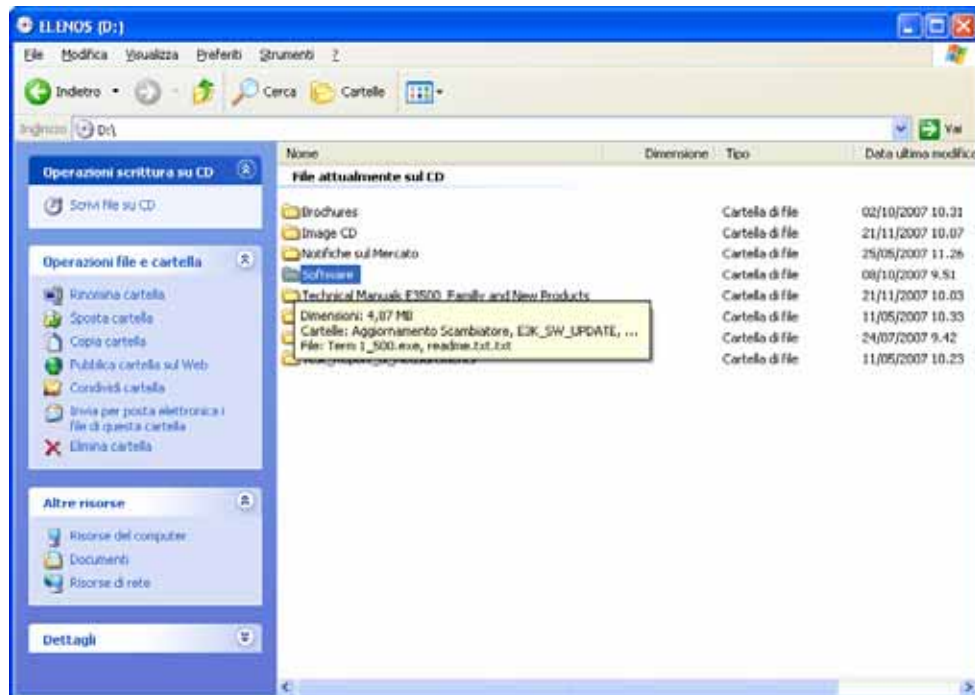 ELENOS (D:)
File Modifica Visualizza Preferiti Strumenti ?
Indietro Cerca Cartelle
Indirizzo D:\ Vai
Operazioni scrittura su CD
Scrivi file su CD
Operazioni file e cartella
Rinomina cartella
Sposta cartella
Copia cartella
Pubblica cartella sul Web
Condividi cartella
Invia per posta elettronica i
file di questa cartella
Elimina cartella
Altre risorse
Risorse del computer
Documenti
Risorse di rete
Dettagli
Nome Dimensione Tipo Data ultima modifica
File attualmente sul CD
Brochures Cartella di file 02/10/2007 10.31
Image CD Cartella di file 21/11/2007 10.07
Notifiche sul Mercato Cartella di file 25/05/2007 11.26
Software Cartella di file 08/10/2007 9.51
Technical Manuals E3500 Family and New Products Cartella di file 21/11/2007 10.03
Cartella di file 11/05/2007 10.33
Cartella di file 24/07/2007 9.42
Cartella di file 11/05/2007 10.23
Dimensioni: 4,07 MB
Cartelle: Aggiornamento Scambiatore, E3K_SW_UPDATE, ...
File: Term 1_500.exe, readme.txt.txt